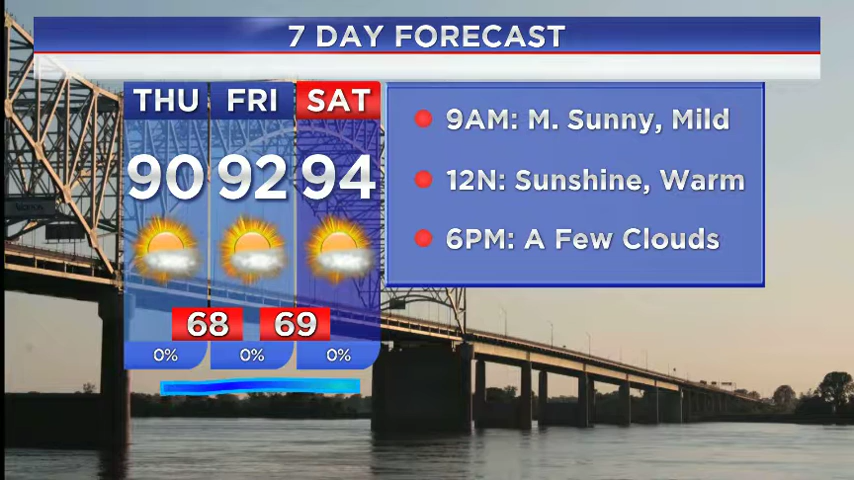 7 DAY FORECAST
THU FRI SAT
90 92 94
68 69
0% 0% 0%
9AM: M. Sunny, Mild
12N: Sunshine, Warm
6PM: A Few Clouds